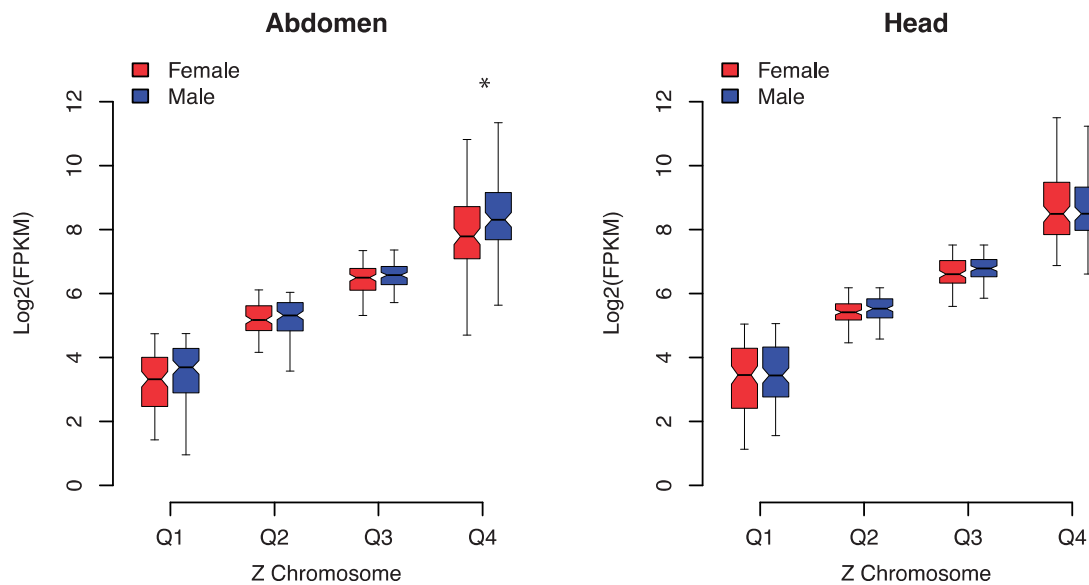 Abdomen
Female
Male
*
Log2(FPKM)
12
10
8
6
4
2
0
Q1 Q2 Q3 Q4
Z Chromosome
Head
Female
Male
Log2(FPKM)
12
10
8
6
4
2
0
Q1 Q2 Q3 Q4
Z Chromosome